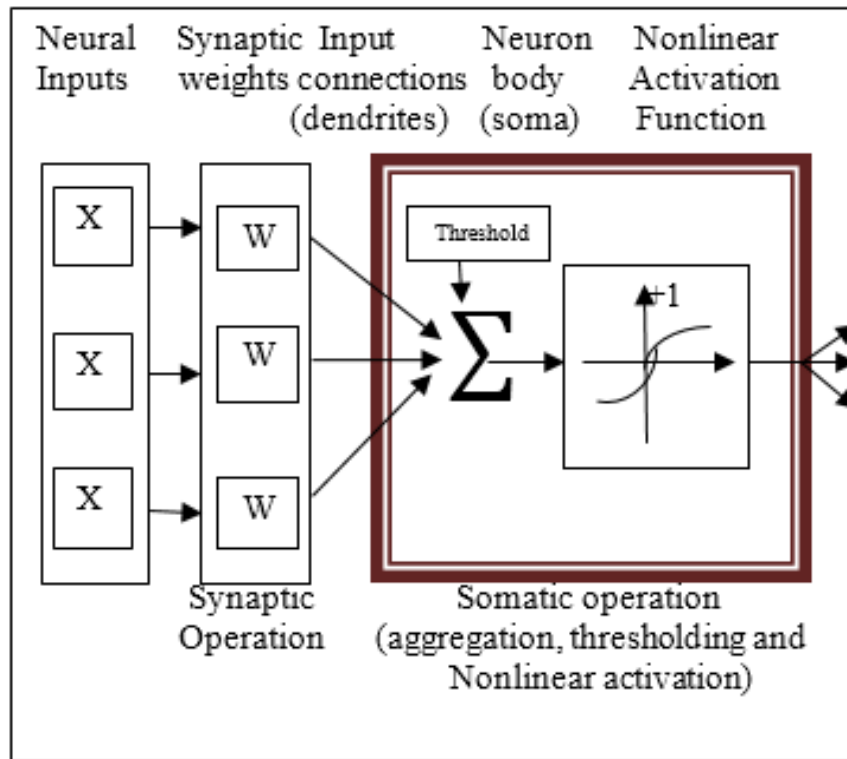 Neural Synaptic Input Neuron Nonlinear
Inputs weights connections body Activation
(dendrites) (soma) Function
X
W
Threshold
+1
Σ
X
W
X
W
Synaptic Somatic operation
Operation (aggregation, thresholding and
Nonlinear activation)